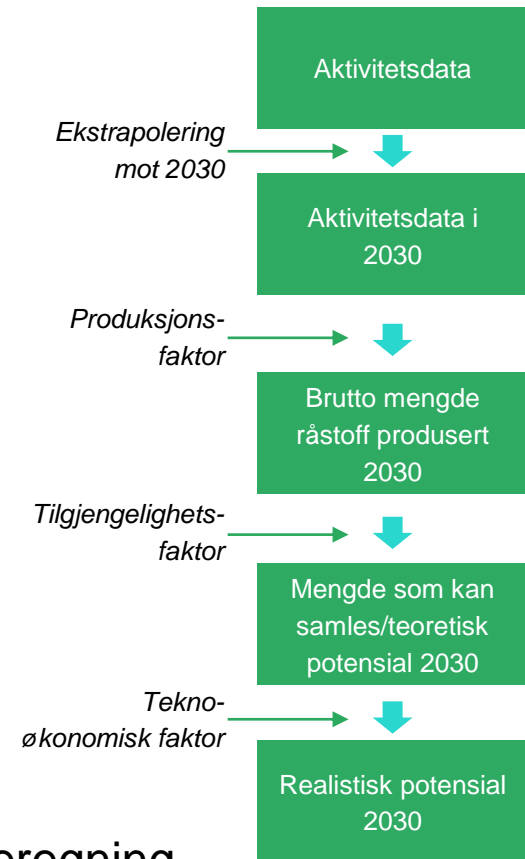 Aktivitetsdata
Ekstrapolering
mot 2030
Aktivitetsdata i
2030
Produksjons-
faktor
Brutto mengde
råstoff produsert
2030
Tilgjengelighets-
faktor
Mengde som kan
samles/teoretisk
potensial 2030
Tekno-
økonomisk faktor
Realistisk potensial
2030